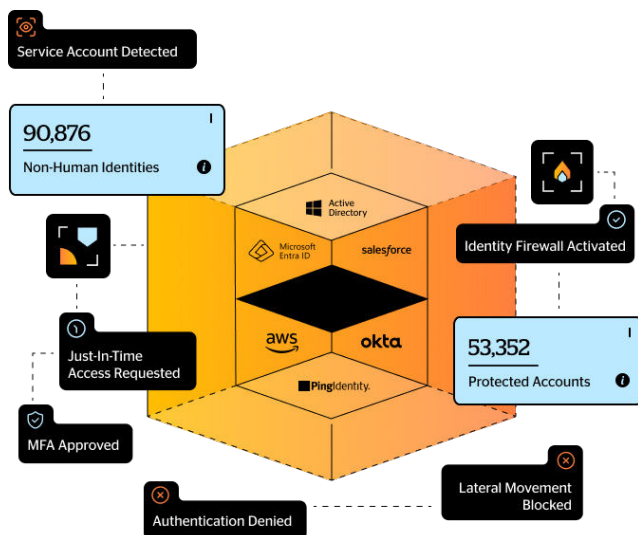 Service Account Detected
90,876
Non-Human Identities
Active
Directory
Microsoft
Entra ID
salesforce
Identity Firewall Activated
aws
okta
Just-In-Time
Access Requested
53,352
Protected Accounts
PingIdentity.
MFA Approved
Lateral Movement
Blocked
Authentication Denied